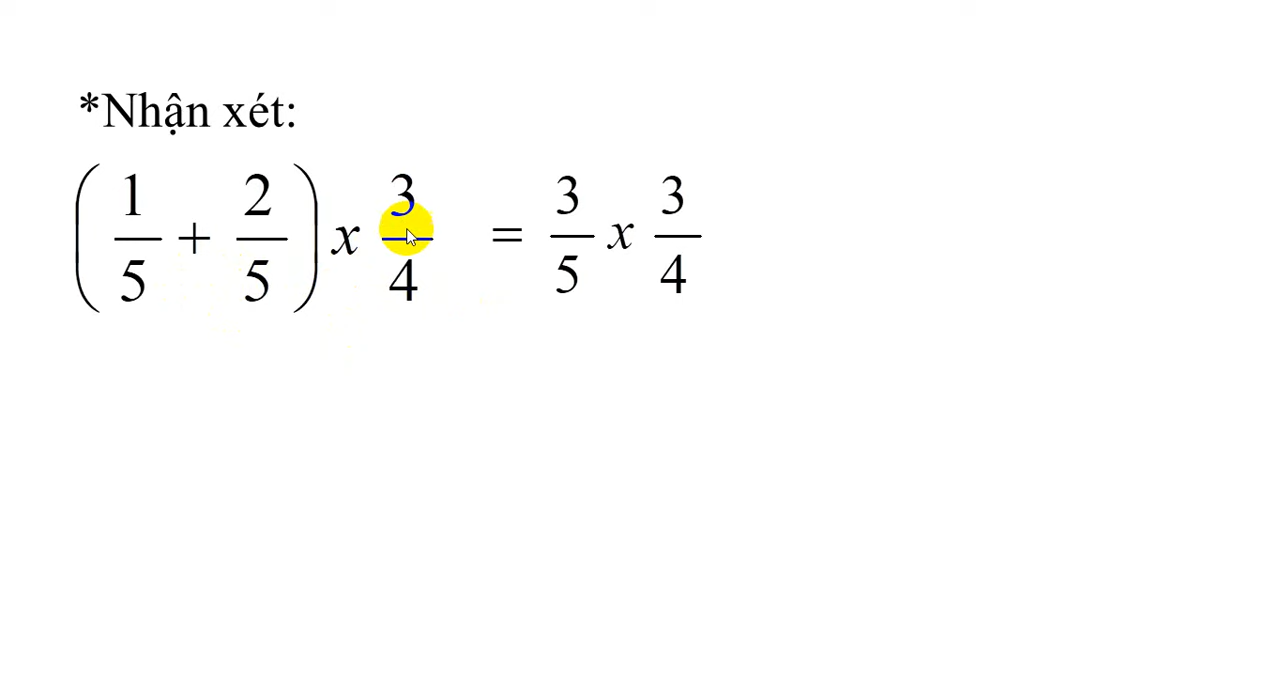 *Nhận xét:
(1/5 + 2/5) x 3/4 = 3/5 x 3/4